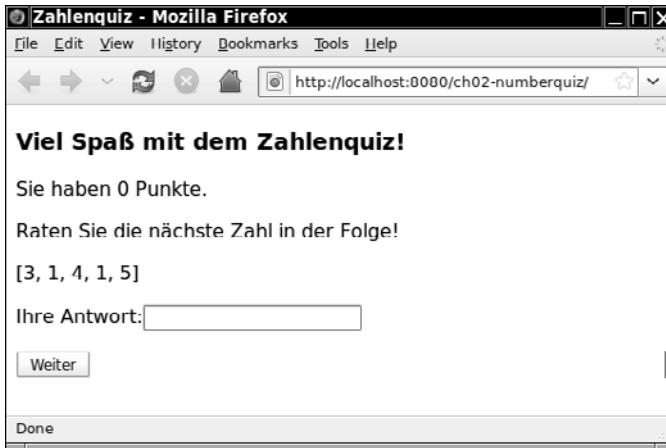 Zahlenquiz - Mozilla Firefox
File Edit View History Bookmarks Tools Help
http://localhost:8080/ch02-numberquiz/
Viel Spaß mit dem Zahlenquiz!
Sie haben 0 Punkte.
Raten Sie die nächste Zahl in der Folge!
[3, 1, 4, 1, 5]
Ihre Antwort:
Weiter
Done